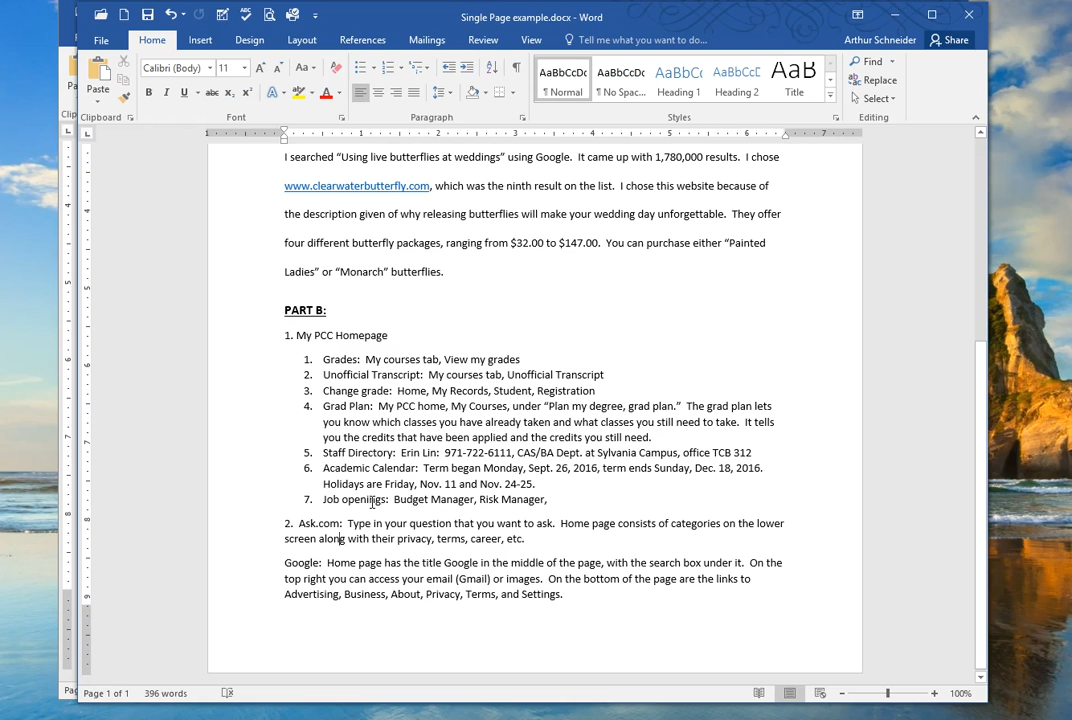 Single Page example.docx - Word
File Home Insert Design Layout References Mailings Review View Tell me what you want to do... Arthur Schneider Share
Paste
Calibri (Body) 11 Aa
B I U abc X₂ X² A A
AaBbCcDc AaBbCcDc AaBbC( AaBbCcC AaB
¶ Normal ¶ No Spac... Heading 1 Heading 2 Title
Find
Replace
Select
Clipboard Font Paragraph Styles Editing
1 1 2 3 4 5 6 7
I searched “Using live butterflies at weddings” using Google.  It came up with 1,780,000 results.  I chose
www.clearwaterbutterfly.com, which was the ninth result on the list.  I chose this website because of
the description given of why releasing butterflies will make your wedding day unforgettable.  They offer
four different butterfly packages, ranging from $32.00 to $147.00.  You can purchase either “Painted
Ladies” or “Monarch” butterflies.
PART B:
1. My PCC Homepage
1. Grades:  My courses tab, View my grades
2. Unofficial Transcript:  My courses tab, Unofficial Transcript
3. Change grade:  Home, My Records, Student, Registration
4. Grad Plan:  My PCC home, My Courses, under “Plan my degree, grad plan.”  The grad plan lets
you know which classes you have already taken and what classes you still need to take.  It tells
you the credits that have been applied and the credits you still need.
5. Staff Directory:  Erin Lin:  971-722-6111, CAS/BA Dept. at Sylvania Campus, office TCB 312
6. Academic Calendar:  Term began Monday, Sept. 26, 2016, term ends Sunday, Dec. 18, 2016.
Holidays are Friday, Nov. 11 and Nov. 24-25.
7. Job openings:  Budget Manager, Risk Manager,
2.  Ask.com:  Type in your question that you want to ask.  Home page consists of categories on the lower
screen along with their privacy, terms, career, etc.
Google:  Home page has the title Google in the middle of the page, with the search box under it.  On the
top right you can access your email (Gmail) or images.  On the bottom of the page are the links to
Advertising, Business, About, Privacy, Terms, and Settings.
Page 1 of 1 396 words 100%